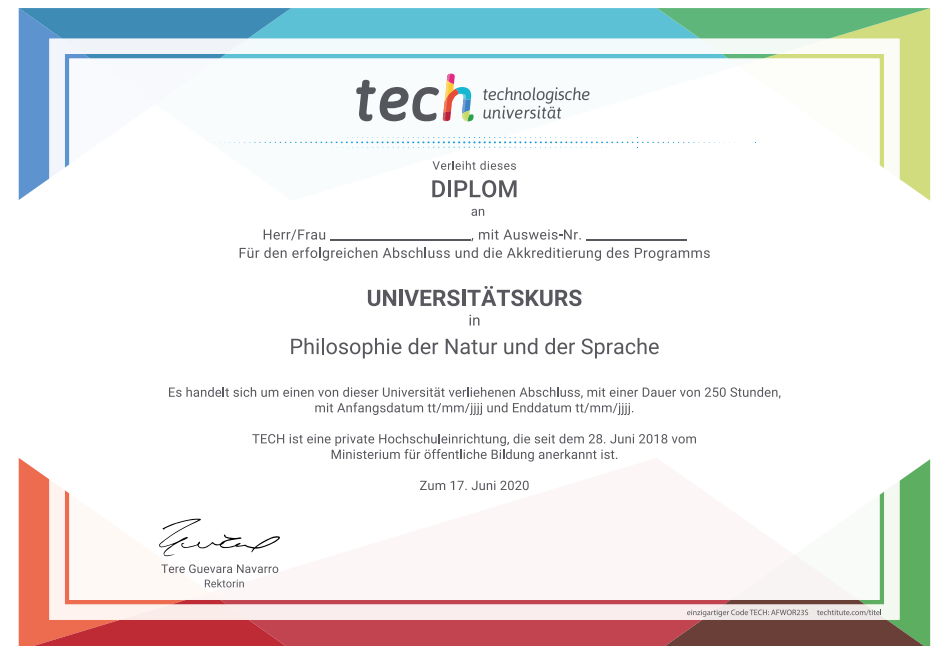 tech technologische
universität
Verleiht dieses
DIPLOM
an
Herr/Frau ____________, mit Ausweis-Nr. ____________
Für den erfolgreichen Abschluss und die Akkreditierung des Programms
UNIVERSITÄTSKURS
in
Philosophie der Natur und der Sprache
Es handelt sich um einen von dieser Universität verliehenen Abschluss, mit einer Dauer von 250 Stunden,
mit Anfangsdatum tt/mm/jjjj und Enddatum tt/mm/jjjj.
TECH ist eine private Hochschuleinrichtung, die seit dem 28. Juni 2018 vom
Ministerium für öffentliche Bildung anerkannt ist.
Zum 17. Juni 2020
Tere Guevara Navarro
Rektorin
einzigartiger Code TECH: AFWOR23S techtitute.com/titel